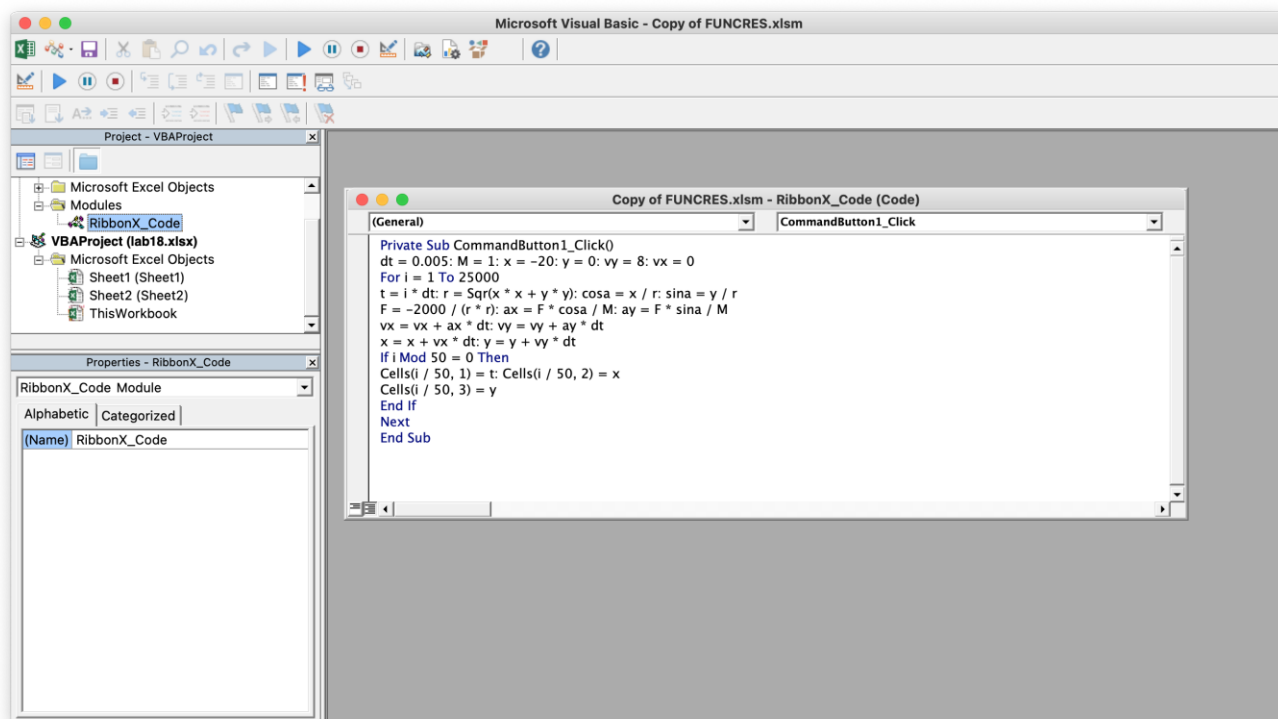 Microsoft Visual Basic - Copy of FUNCRES.xlsm
Project - VBAProject
Microsoft Excel Objects
Modules
RibbonX_Code
VBAProject (lab18.xlsx)
Microsoft Excel Objects
Sheet1 (Sheet1)
Sheet2 (Sheet2)
ThisWorkbook
Properties - RibbonX_Code
RibbonX_Code Module
Alphabetic Categorized
(Name) RibbonX_Code
Copy of FUNCRES.xlsm - RibbonX_Code (Code)
(General) CommandButton1_Click
Private Sub CommandButton1_Click()
dt = 0.005: M = 1: x = -20: y = 0: vy = 8: vx = 0
For i = 1 To 25000
t = i * dt: r = Sqr(x * x + y * y): cosa = x / r: sina = y / r
F = -2000 / (r * r): ax = F * cosa / M: ay = F * sina / M
vx = vx + ax * dt: vy = vy + ay * dt
x = x + vx * dt: y = y + vy * dt
If i Mod 50 = 0 Then
Cells(i / 50, 1) = t: Cells(i / 50, 2) = x
Cells(i / 50, 3) = y
End If
Next
End Sub